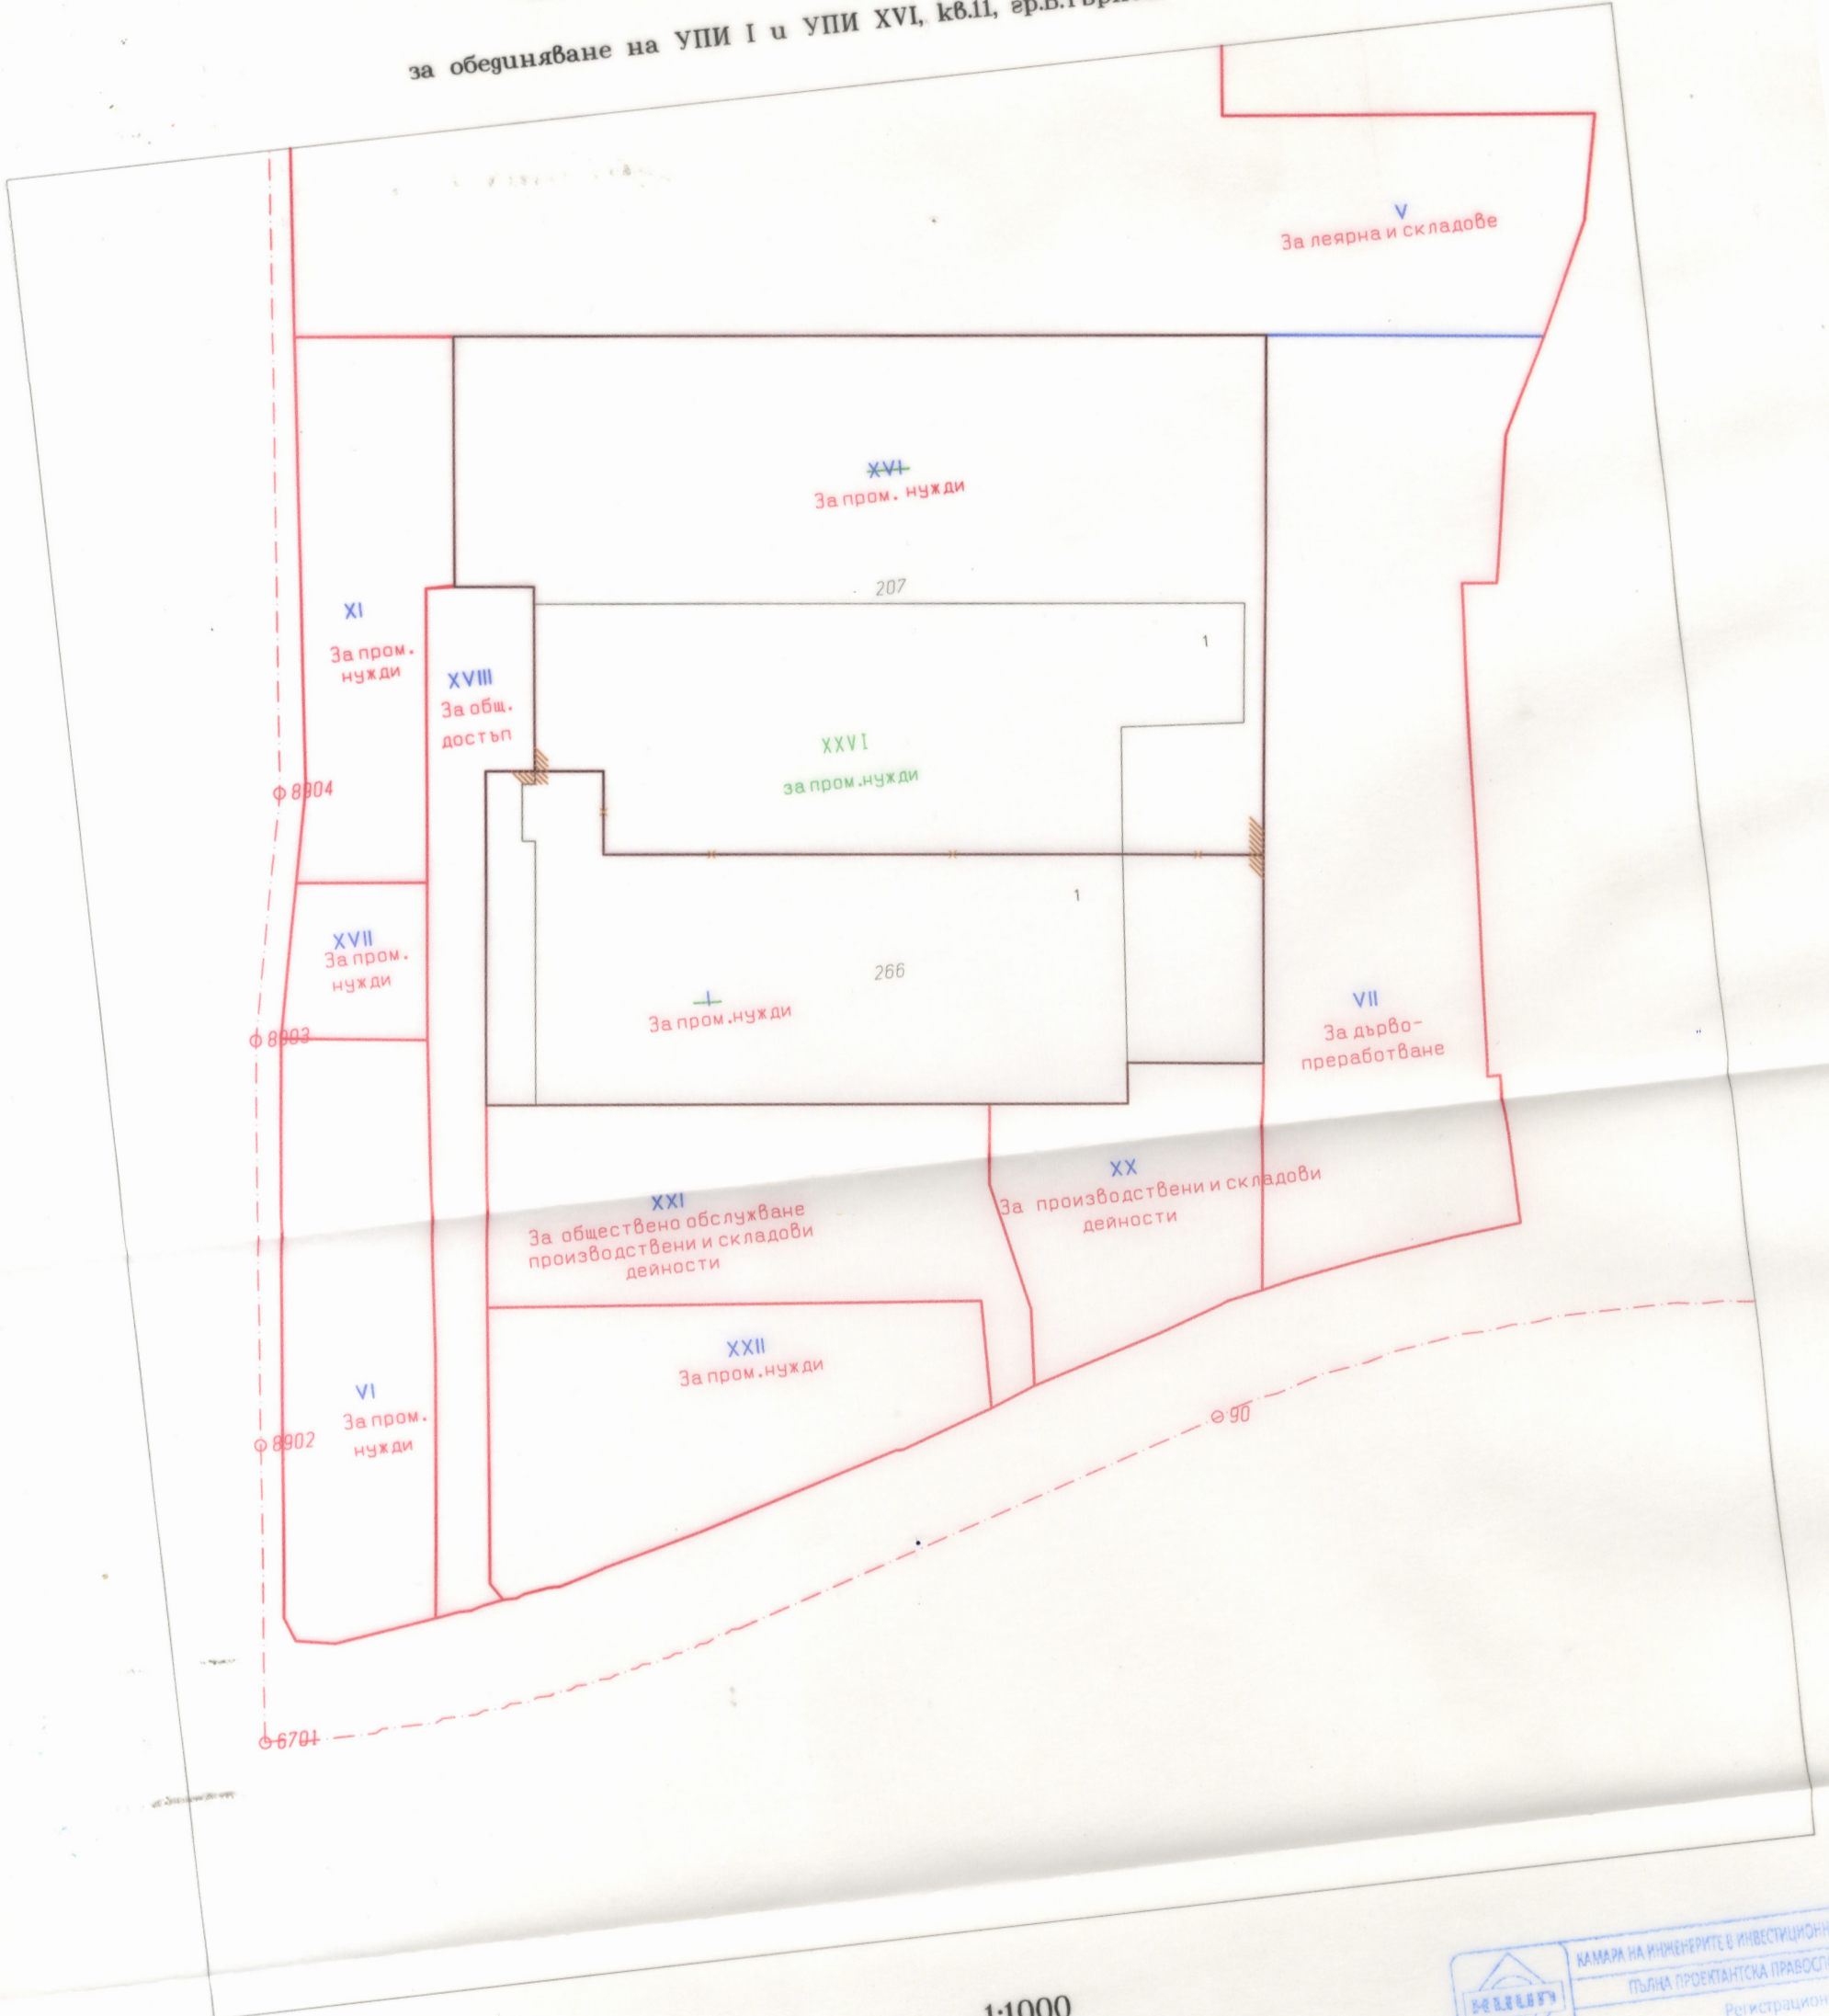 за обединяване на УПИ I и УПИ XVI, кв.11,
V
За леярна и складове
XVI
За пром. нужди
207
XI
За пром.
нужди
1
XVIII
За общ.
достъп
XXVI
за пром.нужди
8904
1
XVII
За пром.
нужди
266
I
За пром.нужди
VII
За дърво-
преработване
8903
XX
За производствени и складови
дейности
XXI
За обществено обслужване
производствени и складови
дейности
XXII
За пром.нужди
VI
За пром.
нужди
90
8902
6701
1:1000
КАМАРА НА ИНЖЕНЕРИТЕ В
ПЪЛНА ПРОЕКТАНТСКА